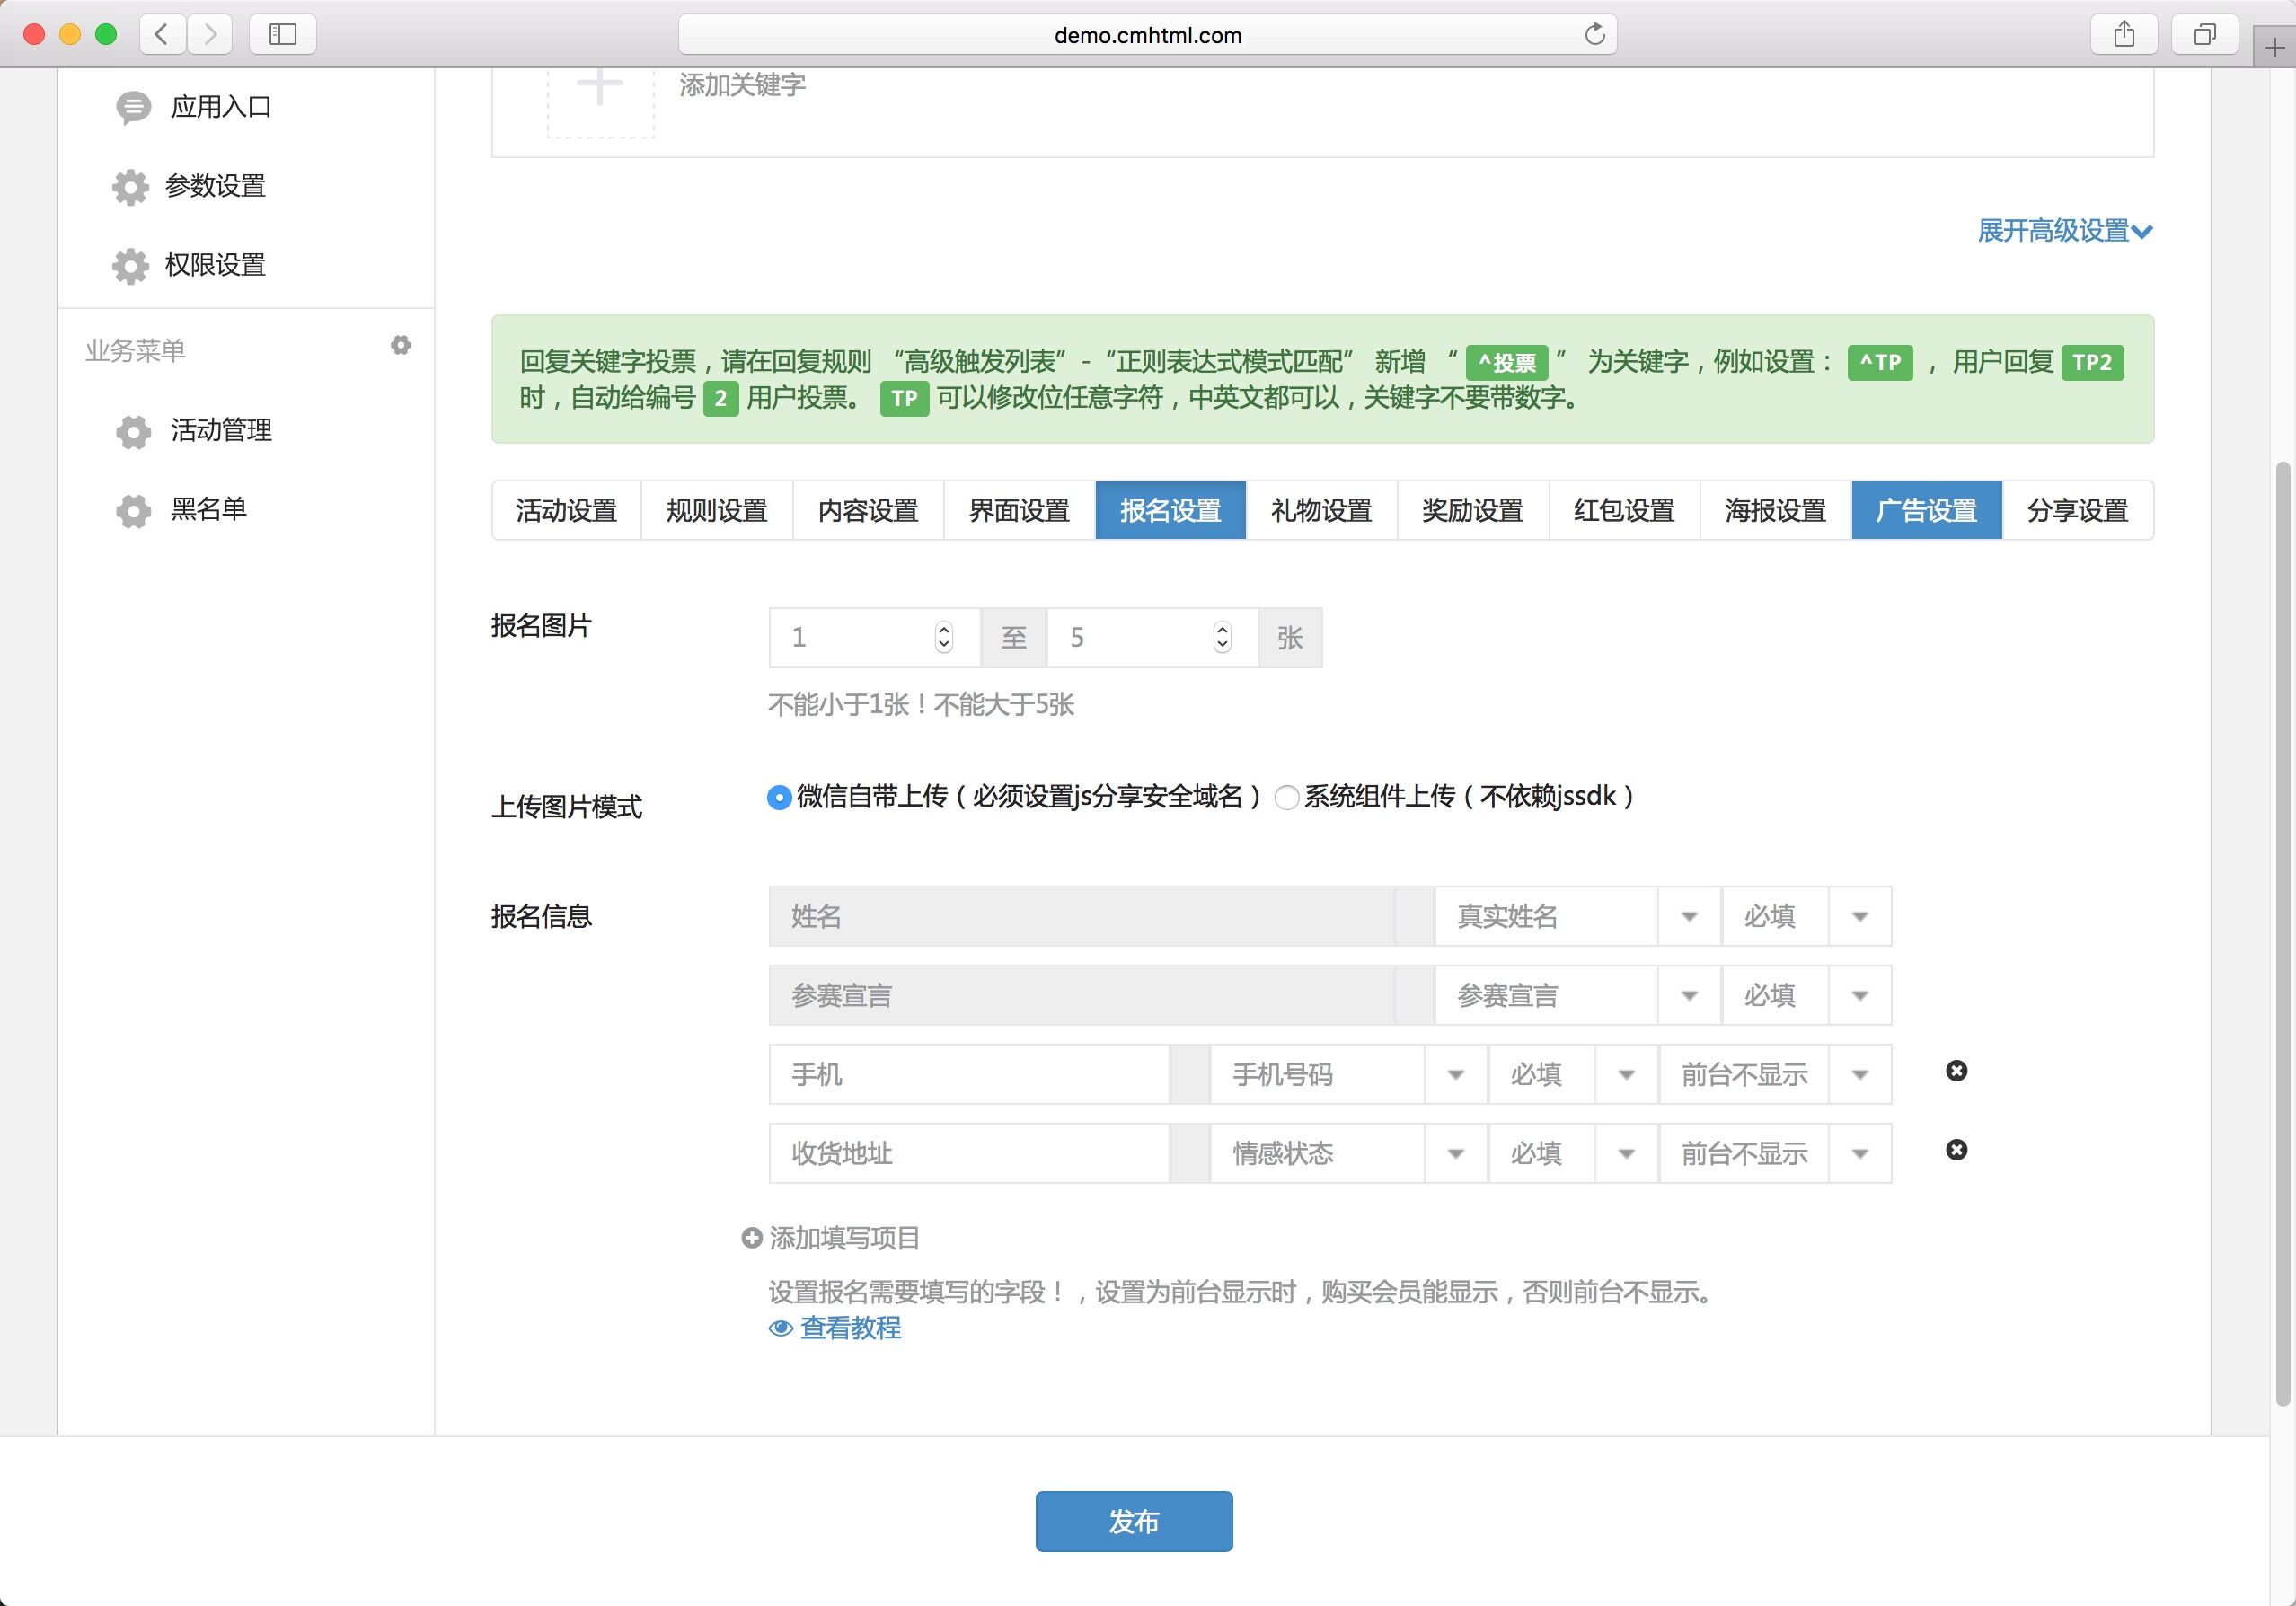 demo.cmhtml.com
应用入口
参数设置
权限设置
业务菜单
活动管理
黑名单
添加关键字
展开高级设置
回复关键字投票，请在回复规则 “高级触发列表” - “正则表达式模式匹配” 新增 “ ^投票 ” 为关键字，例如设置： ^TP ， 用户回复 TP2
时，自动给编号 2 用户投票。 TP 可以修改位任意字符，中英文都可以，关键字不要带数字。
活动设置 规则设置 内容设置 界面设置 报名设置 礼物设置 奖励设置 红包设置 海报设置 广告设置 分享设置
报名图片 1 至 5 张
不能小于1张！不能大于5张
上传图片模式 微信自带上传（必须设置js分享安全域名） 系统组件上传（不依赖jssdk）
报名信息 姓名 真实姓名 必填
参赛宣言 参赛宣言 必填
手机 手机号码 必填 前台不显示
收货地址 情感状态 必填 前台不显示
添加填写项目
设置报名需要填写的字段！，设置为前台显示时，购买会员能显示，否则前台不显示。
查看教程
发布